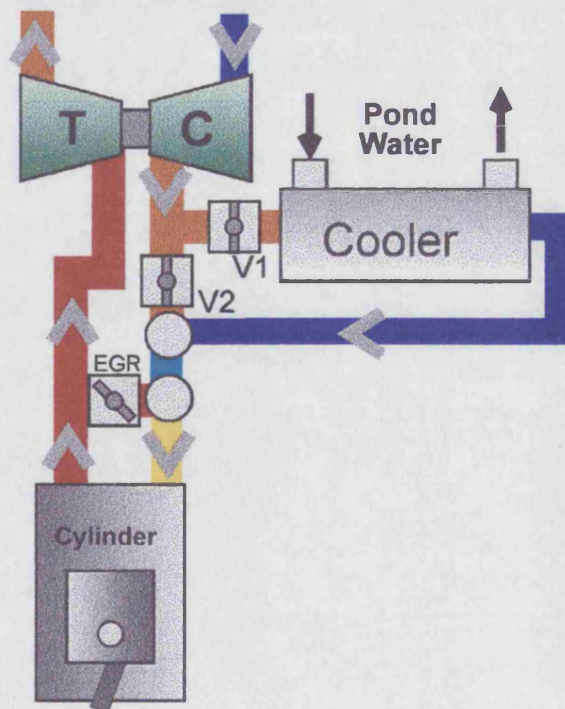 T
C
Pond
Water
Cooler
V1
V2
EGR
Cylinder